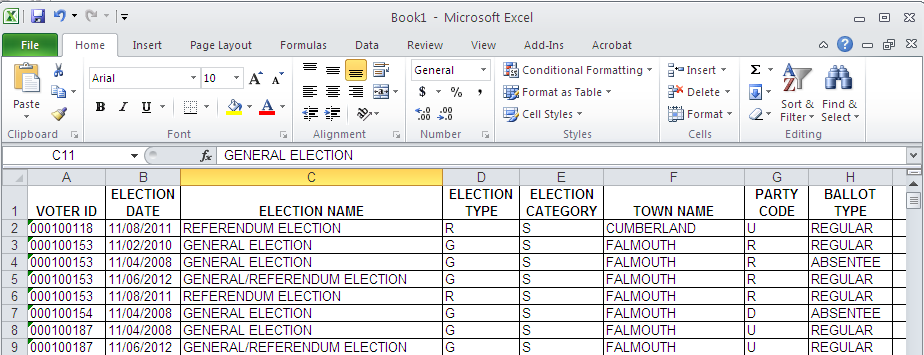 Book1 - Microsoft Excel
File Home Insert Page Layout Formulas Data Review View Add-Ins Acrobat
Arial 10 General Conditional Formatting Insert Σ
Paste Format as Table Delete Sort & Find &
B I U $ % , Cell Styles Format Filter Select
Clipboard Font Alignment Number Styles Cells Editing
C11 fx GENERAL ELECTION
A B C D E F G H
1 VOTER ID ELECTION DATE ELECTION NAME ELECTION TYPE ELECTION CATEGORY TOWN NAME PARTY CODE BALLOT TYPE
2 000100118 11/08/2011 REFERENDUM ELECTION R S CUMBERLAND U REGULAR
3 000100153 11/02/2010 GENERAL ELECTION G S FALMOUTH R REGULAR
4 000100153 11/04/2008 GENERAL ELECTION G S FALMOUTH R ABSENTEE
5 000100153 11/06/2012 GENERAL/REFERENDUM ELECTION G S FALMOUTH R REGULAR
6 000100153 11/08/2011 REFERENDUM ELECTION R S FALMOUTH R REGULAR
7 000100154 11/04/2008 GENERAL ELECTION G S FALMOUTH D ABSENTEE
8 000100187 11/04/2008 GENERAL ELECTION G S FALMOUTH U REGULAR
9 000100187 11/06/2012 GENERAL/REFERENDUM ELECTION G S FALMOUTH U REGULAR